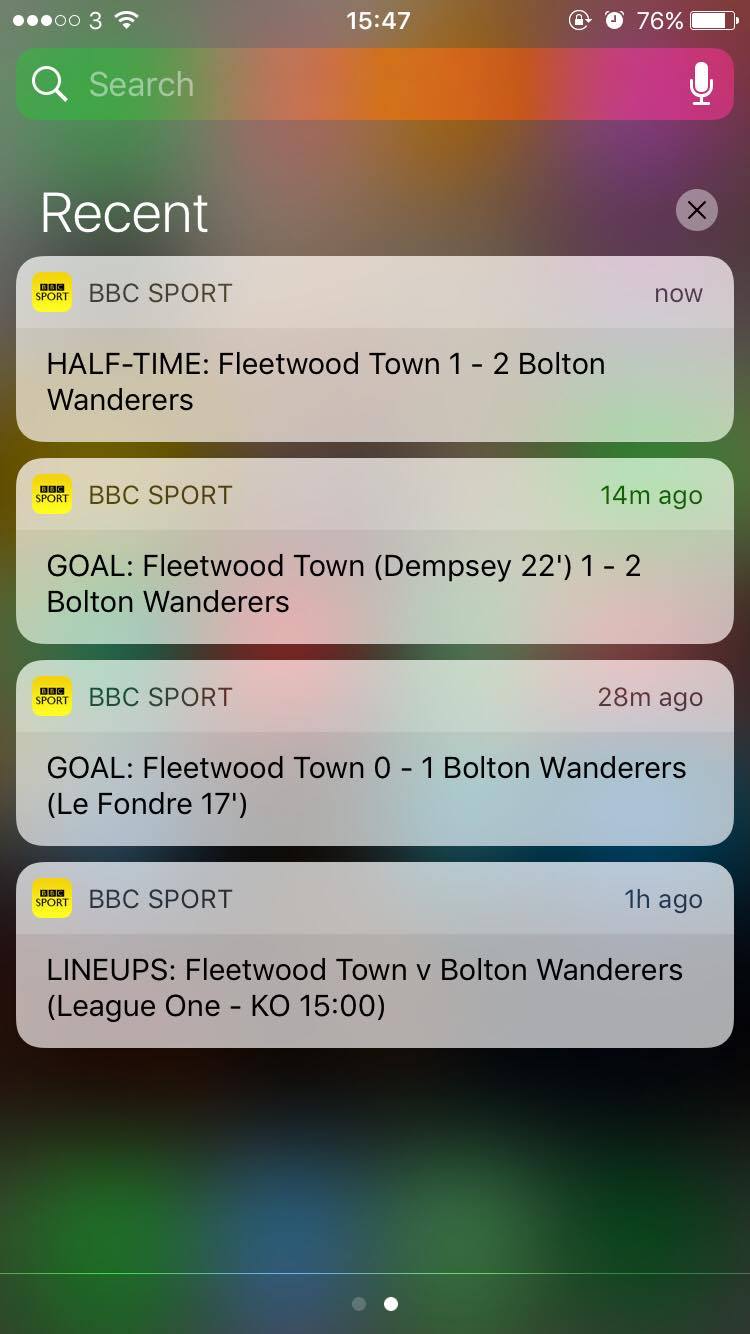 3 15:47 76%
Search
Recent
BBC SPORT BBC SPORT now
HALF-TIME: Fleetwood Town 1 - 2 Bolton
Wanderers
BBC SPORT BBC SPORT 14m ago
GOAL: Fleetwood Town (Dempsey 22') 1 - 2
Bolton Wanderers
BBC SPORT BBC SPORT 28m ago
GOAL: Fleetwood Town 0 - 1 Bolton Wanderers
(Le Fondre 17')
BBC SPORT BBC SPORT 1h ago
LINEUPS: Fleetwood Town v Bolton Wanderers
(League One - KO 15:00)